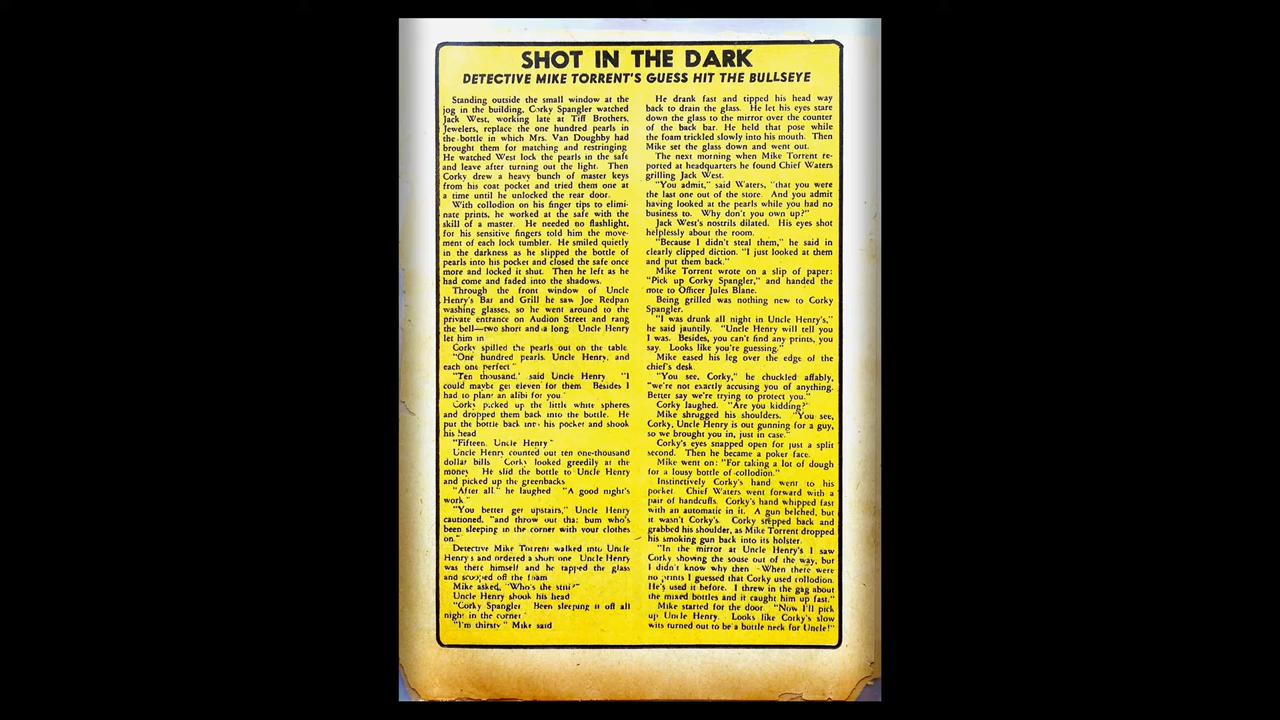 SHOT IN THE DARK
DETECTIVE MIKE TORRENT'S GUESS HIT THE BULLSEYE
Standing outside the small window at the
jog in the building, Corky Spangler watched
Jack West, working late at Tiff Brothers,
Jewelers, replace the one hundred pearls in
the bottle in which Mrs. Van Doughby had
brought them for matching and restringing
He watched West lock the pearls in the safe
and leave after turning out the light. Then
Corky drew a heavy bunch of master keys
from his coat pocket and tried them one at
a time until he unlocked the rear door.
With collodion on his finger tips to elimi-
nate prints, he worked at the safe with the
skill of a master. He needed no flashlight,
for his sensitive fingers told him the move-
ment of each lock tumbler. He smiled quietly
in the darkness as he slipped the bottle of
pearls into his pocket and closed the safe once
more and locked it shut. Then he left as he
had come and faded into the shadows.
Through the front window of Uncle
Henry's Bar and Grill he saw Joe Redpan
washing glasses, so he went around to the
private entrance on Audion Street and rang
the bell—two short and a long Uncle Henry
let him in
Corky spilled the pearls out on the table.
"One hundred pearls, Uncle Henry, and
each one perfect"
"Ten thousand," said Uncle Henry "I
could maybe get eleven for them Besides I
had to plan an alibi for you"
Corky picked up the little white spheres
and dropped them back into the bottle. He
put the bottle back into his pocket and shook
his head
"Fifteen, Uncle Henry"
Uncle Henry counted out ten one-thousand
dollar bills Corky looked greedily at the
money He slid the bottle to Uncle Henry
and picked up the greenbacks
"After all," he laughed "A good night's
work"
"You better get upstairs," Uncle Henry
cautioned, "and throw out that bum who's
been sleeping in the corner with your clothes
on."
Detective Mike Torrent walked into Uncle
Henry's and ordered a short one Uncle Henry
was there himself and he tapped the glass
and scooped off the foam
Mike asked, "Who's the stiff?"
Uncle Henry shook his head
"Corky Spangler Been sleeping it off all
night in the corner"
"I'm thirsty" Mike said
He drank fast and tipped his head way
back to drain the glass. He let his eyes stare
down the glass to the mirror over the counter
of the back bar. He held that pose while
the foam trickled slowly into his mouth. Then
Mike set the glass down and went out.
The next morning when Mike Torrent re-
ported at headquarters he found Chief Waters
grilling Jack West.
"You admit," said Waters, "that you were
the last one out of the store. And you admit
having looked at the pearls while you had no
business to. Why don't you own up?"
Jack West's nostrils dilated. His eyes shot
helplessly about the room.
"Because I didn't steal them," he said in
clearly clipped diction. "I just looked at them
and put them back."
Mike Torrent wrote on a slip of paper:
"Pick up Corky Spangler," and handed the
note to Officer Jules Blane.
Being grilled was nothing new to Corky
Spangler.
"I was drunk all night in Uncle Henry's,"
he said jauntily. "Uncle Henry will tell you
I was. Besides, you can't find any prints, you
say. Looks like you're guessing."
Mike eased his leg over the edge of the
chief's desk.
"You see, Corky," he chuckled affably,
"we're not exactly accusing you of anything.
Better say we're trying to protect you."
Corky laughed. "Are you kidding?"
Mike shrugged his shoulders. "You see,
Corky, Uncle Henry is out gunning for a guy,
so we brought you in, just in case."
Corky's eyes snapped open for just a split
second. Then he became a poker face.
Mike went on: "For taking a lot of dough
for a lousy bottle of collodion."
Instinctively Corky's hand went to his
pocket. Chief Waters went forward with a
pair of handcuffs. Corky's hand whipped fast
with an automatic in it. A gun belched, but
it wasn't Corky's. Corky stepped back and
grabbed his shoulder, as Mike Torrent dropped
his smoking gun back into its holster.
"In the mirror at Uncle Henry's I saw
Corky shoving the souse out of the way, but
I didn't know why then When there were
no prints I guessed that Corky used collodion.
He's used it before. I threw in the gag about
the mixed bottles and it caught him up fast."
Mike started for the door "Now I'll pick
up Uncle Henry. Looks like Corky's slow
wits turned out to be a bottle neck for Uncle!"